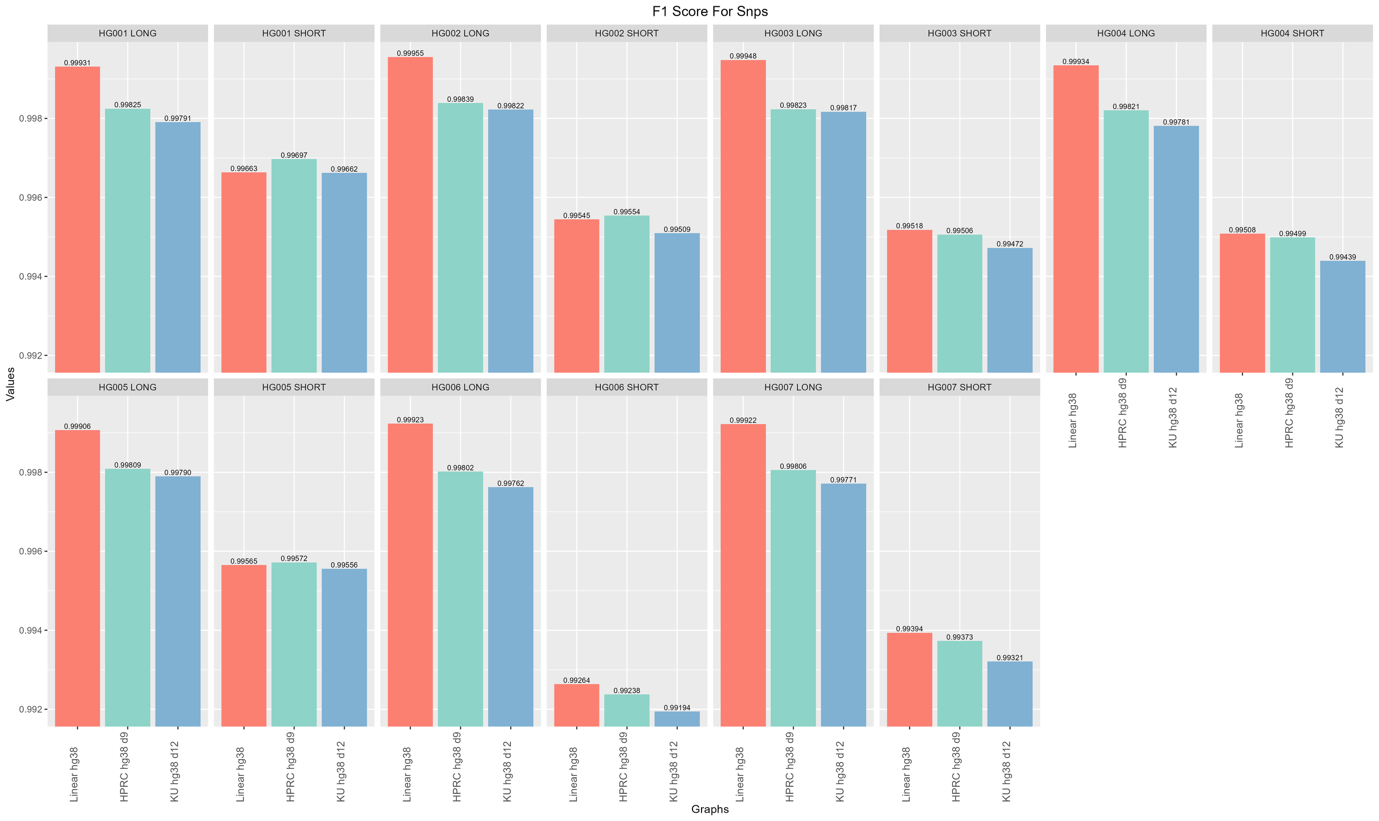 F1 Score For Snps
HG001 LONG
HG001 SHORT
HG002 LONG
HG002 SHORT
HG003 LONG
HG003 SHORT
HG004 LONG
HG004 SHORT
0.998
0.996
0.994
0.992
0.99931
0.99825
0.99791
0.99663
0.99697
0.99662
0.99955
0.99839
0.99822
0.99545
0.99554
0.99509
0.99948
0.99823
0.99817
0.99518
0.99506
0.99472
0.99934
0.99821
0.99781
0.99508
0.99499
0.99439
Linear hg38
HPRC hg38 d9
KU hg38 d12
Linear hg38
HPRC hg38 d9
KU hg38 d12
Values
HG005 LONG
HG005 SHORT
HG006 LONG
HG006 SHORT
HG007 LONG
HG007 SHORT
0.998
0.996
0.994
0.992
0.99906
0.99809
0.99790
0.99565
0.99572
0.99556
0.99923
0.99802
0.99762
0.99264
0.99238
0.99194
0.99922
0.99806
0.99771
0.99394
0.99373
0.99321
Linear hg38
HPRC hg38 d9
KU hg38 d12
Linear hg38
HPRC hg38 d9
KU hg38 d12
Linear hg38
HPRC hg38 d9
KU hg38 d12
Linear hg38
HPRC hg38 d9
KU hg38 d12
Linear hg38
HPRC hg38 d9
KU hg38 d12
Linear hg38
HPRC hg38 d9
KU hg38 d12
Graphs